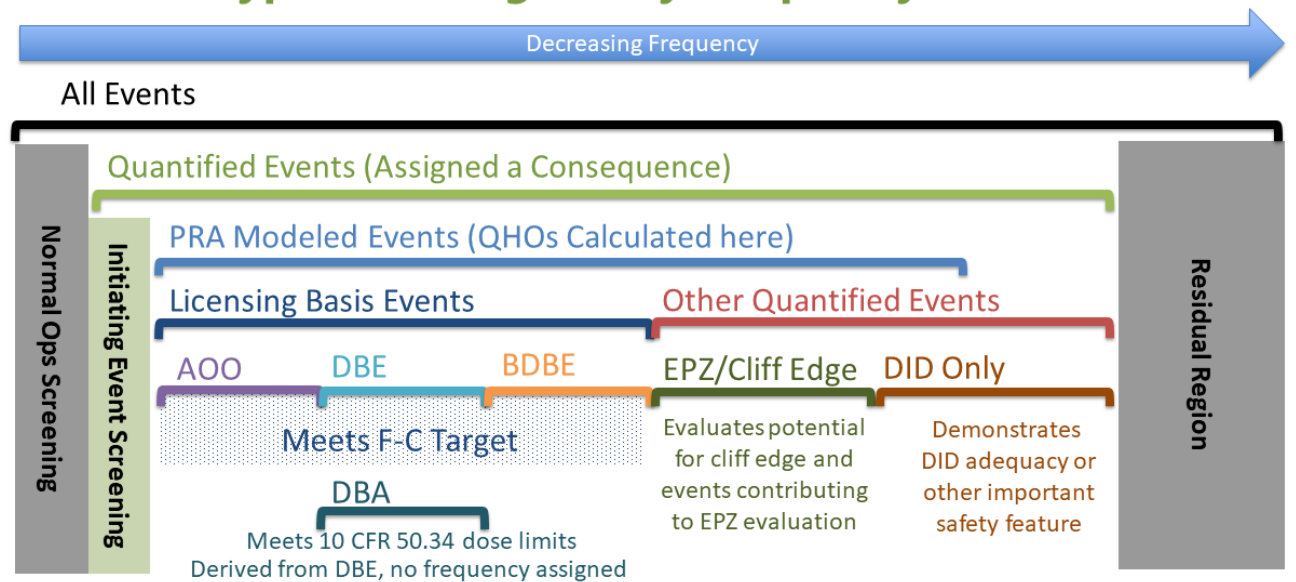 Decreasing Frequency
All Events
Quantified Events (Assigned a Consequence)
PRA Modeled Events (QHOs Calculated here)
Licensing Basis Events
Other Quantified Events
AOO
DBE
BDBE
EPZ/Cliff Edge
DID Only
Meets F-C Target
Evaluates potential
for cliff edge and
events contributing
to EPZ evaluation
Demonstrates
DID adequacy or
other important
safety feature
DBA
Meets 10 CFR 50.34 dose limits
Derived from DBE, no frequency assigned
Normal Ops Screening
Initiating Event Screening
Residual Region